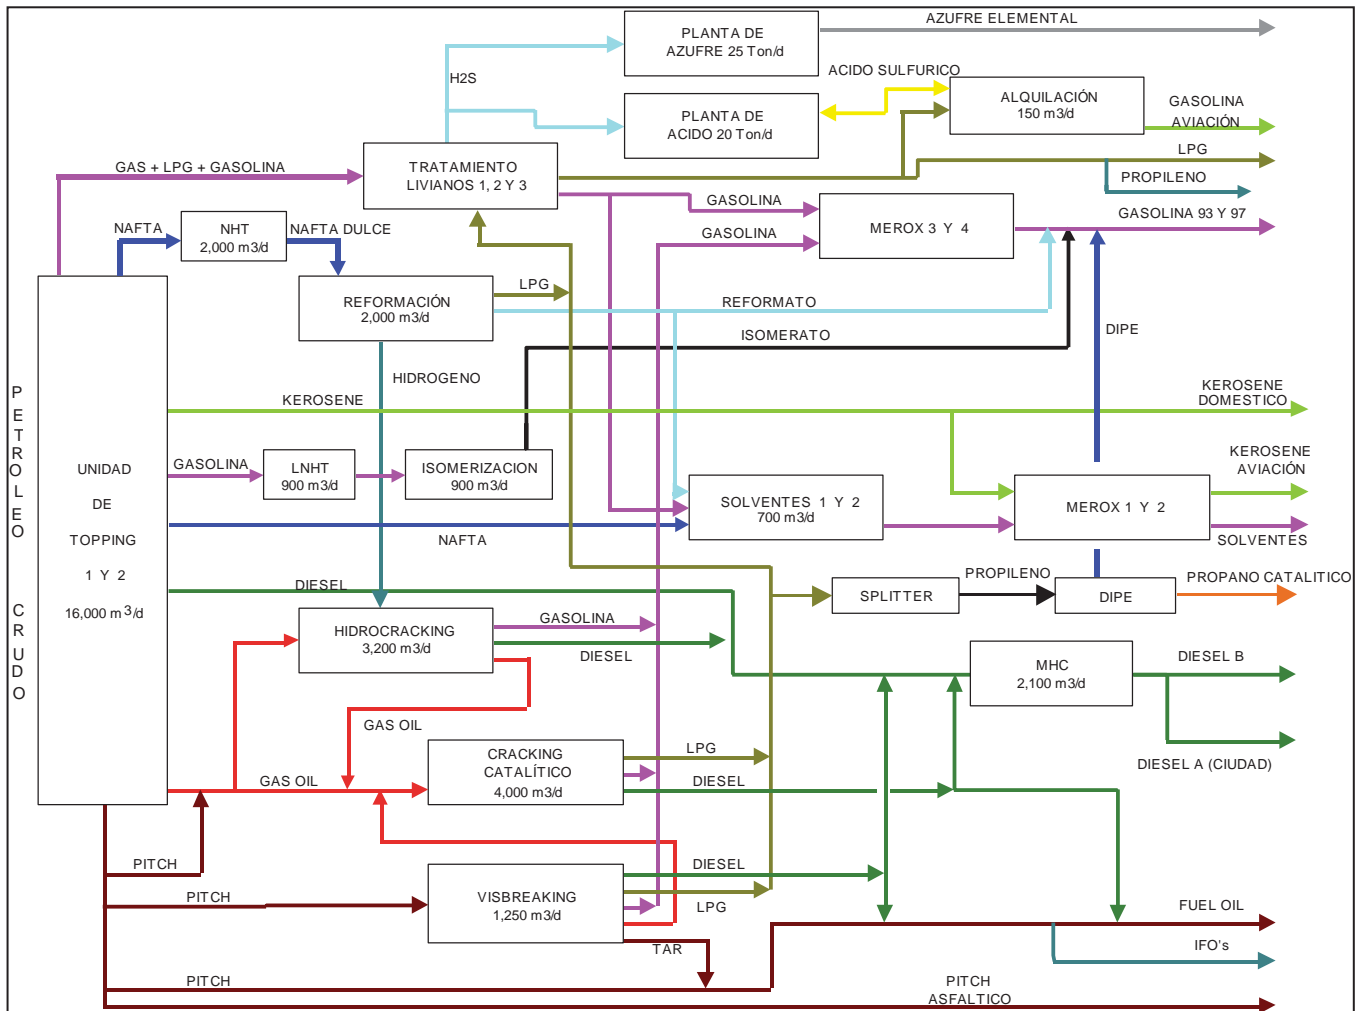 AZUFRE ELEMENTAL
PLANTA DE
AZUFRE 25 Ton/d
H2S
ACIDO SULFURICO
PLANTA DE
ACIDO 20 Ton/d
ALQUILACIÓN
150 m3/d
GASOLINA
AVIACIÓN
GAS + LPG + GASOLINA
TRATAMIENTO
LIVIANOS 1, 2 Y 3
LPG
PROPILENO
GASOLINA
GASOLINA
MEROX 3 Y 4
GASOLINA 93 Y 97
NAFTA
NHT
2,000 m3/d
NAFTA DULCE
REFORMACIÓN
2,000 m3/d
LPG
REFORMATO
ISOMERATO
DIPE
HIDROGENO
PETROLEO CRUDO
UNIDAD
DE
TOPPING
1 Y 2
16,000 m³/d
KEROSENE
KEROSENE
DOMESTICO
GASOLINA
LNHT
900 m3/d
ISOMERIZACION
900 m3/d
KEROSENE
AVIACIÓN
SOLVENTES 1 Y 2
700 m3/d
MEROX 1 Y 2
NAFTA
SOLVENTES
DIESEL
PROPILENO
SPLITTER
DIPE
PROPANO CATALITICO
HIDROCRACKING
3,200 m3/d
GASOLINA
DIESEL
MHC
2,100 m3/d
DIESEL B
GAS OIL
GAS OIL
CRACKING
CATALÍTICO
4,000 m3/d
LPG
DIESEL
DIESEL A (CIUDAD)
PITCH
PITCH
VISBREAKING
1,250 m3/d
DIESEL
LPG
TAR
FUEL OIL
IFO's
PITCH
PITCH
ASFALTICO